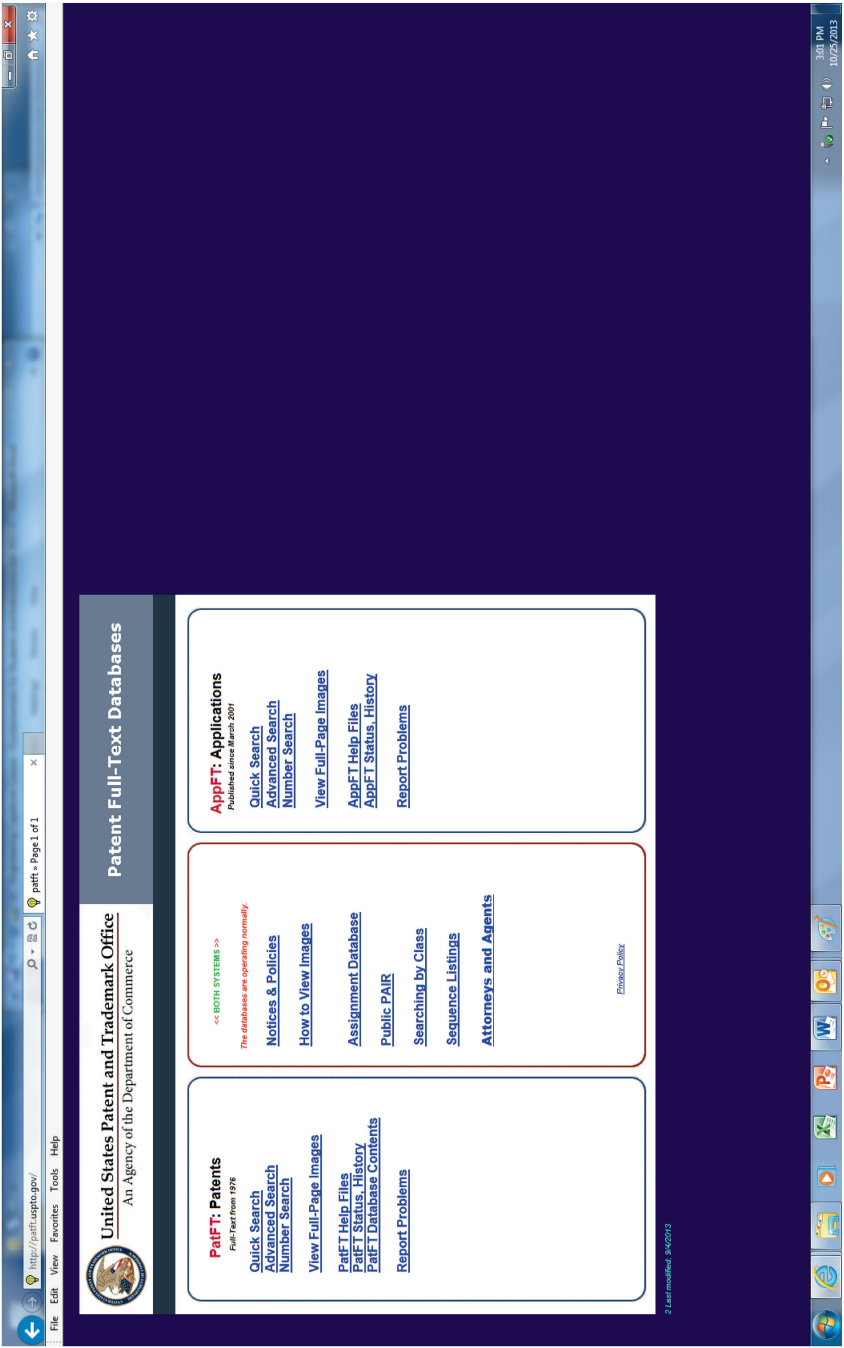 http://patft.uspto.gov/
patft » Page 1 of 1
File Edit View Favorites Tools Help
United States Patent and Trademark Office
An Agency of the Department of Commerce
Patent Full-Text Databases
PatFT: Patents
Full-Text from 1976
Quick Search
Advanced Search
Number Search
View Full-Page Images
PatFT Help Files
PatFT Status, History
PatFT Database Contents
Report Problems
<< BOTH SYSTEMS >>
The databases are operating normally.
Notices & Policies
How to View Images
Assignment Database
Public PAIR
Searching by Class
Sequence Listings
Attorneys and Agents
Privacy Policy
AppFT: Applications
Published since March 2001
Quick Search
Advanced Search
Number Search
View Full-Page Images
AppFT Help Files
AppFT Status, History
Report Problems
2 Last modified: 9/4/2013
3:01 PM
10/25/2013